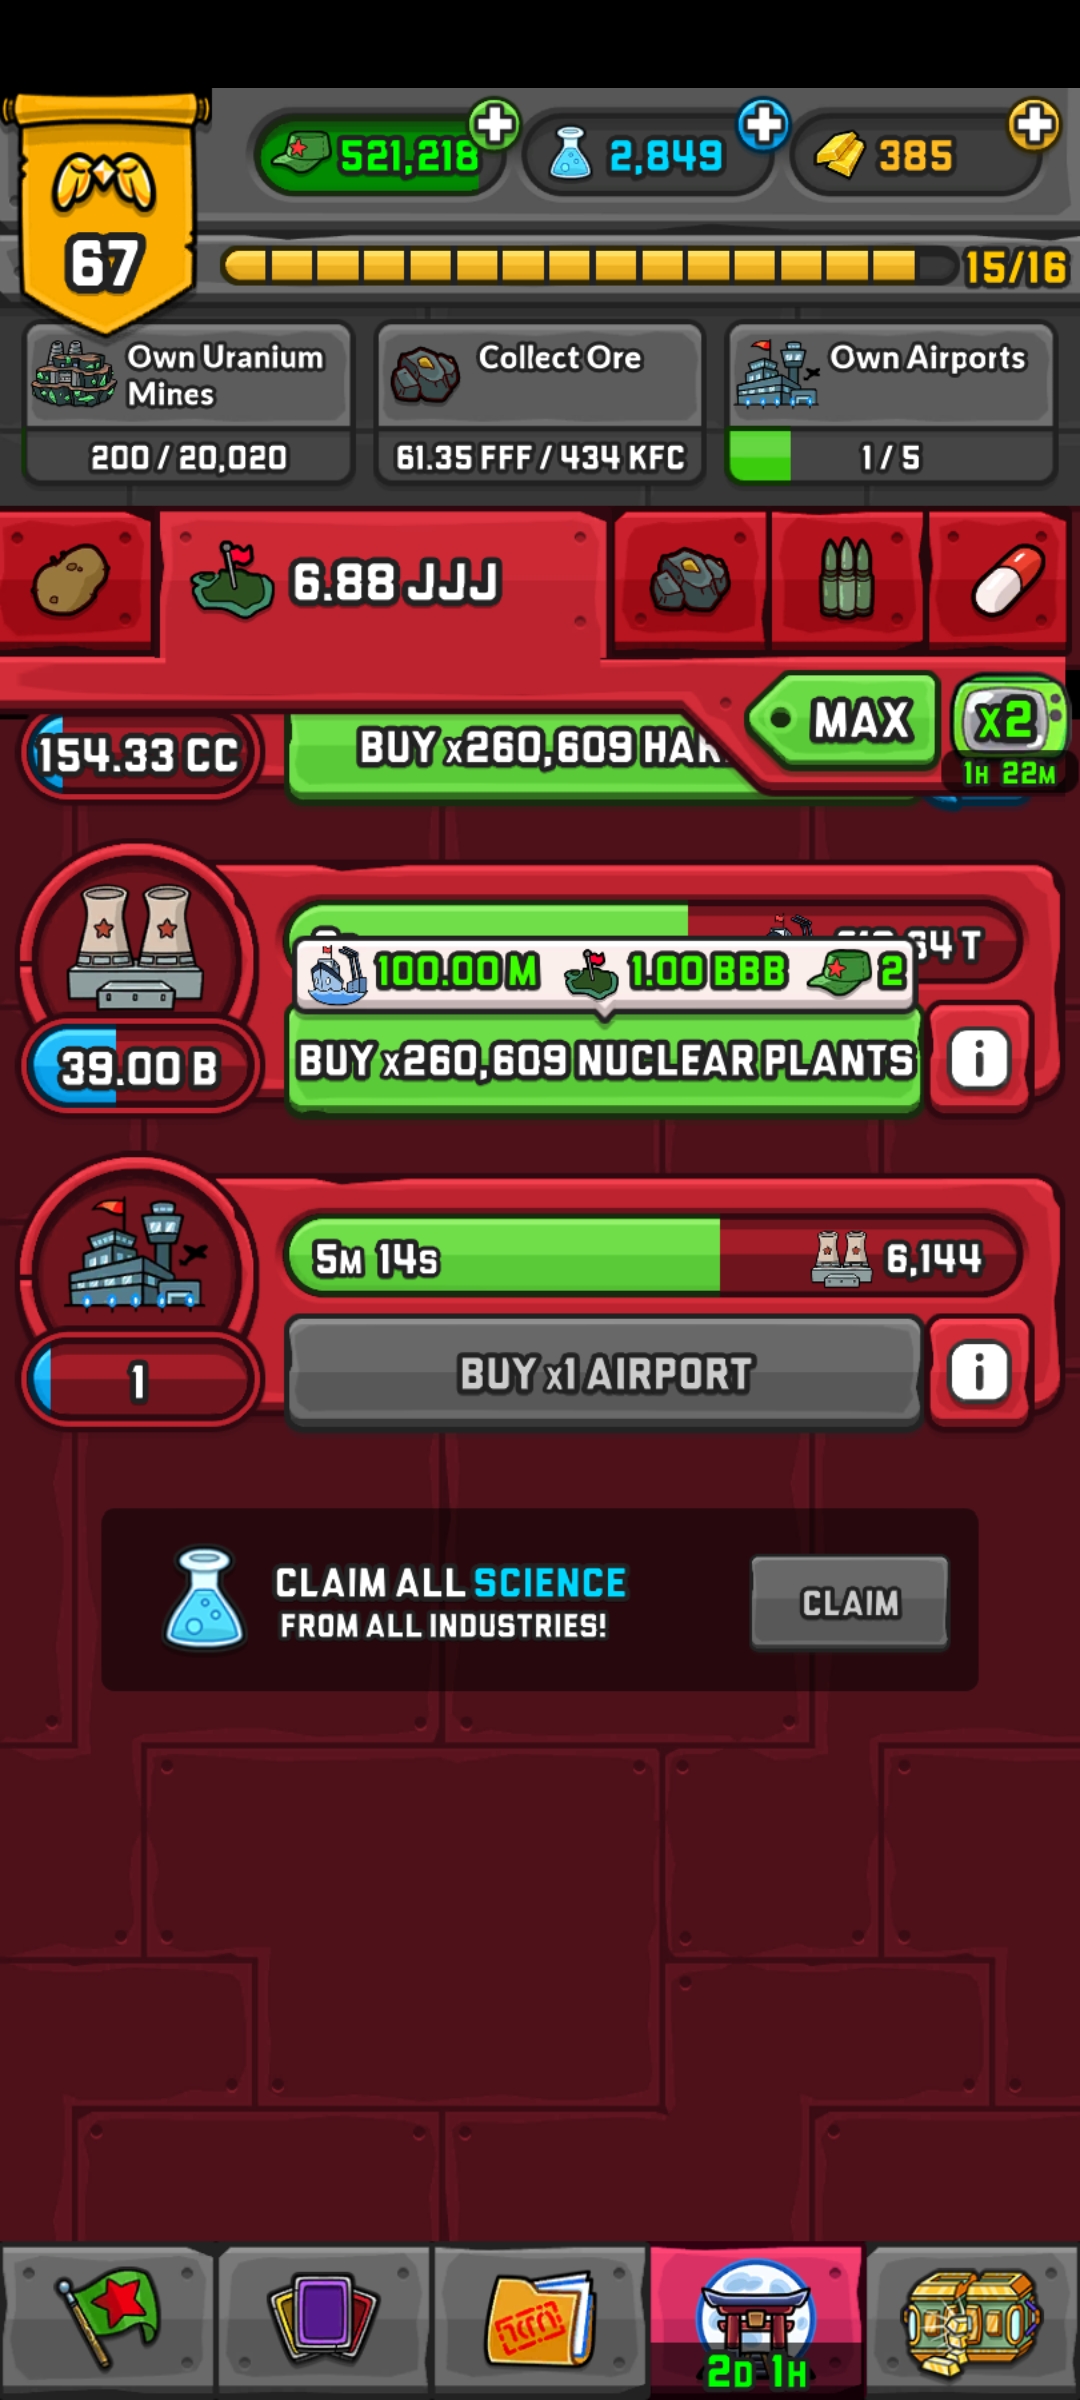 521,218
2,849
385
67
15/16
Own Uranium
Mines
Collect Ore
Own Airports
200 / 20,020
61.35 FFF / 434 KFC
1 / 5
6.88 JJJ
MAX
x2
1H 22M
154.33 CC
BUY x260,609 HAR
64 T
100.00 M
1.00 BBB
2
39.00 B
BUY x260,609 NUCLEAR PLANTS
i
5M 14S
6,144
1
BUY x1 AIRPORT
i
CLAIM ALL SCIENCE
FROM ALL INDUSTRIES!
CLAIM
2D 1H